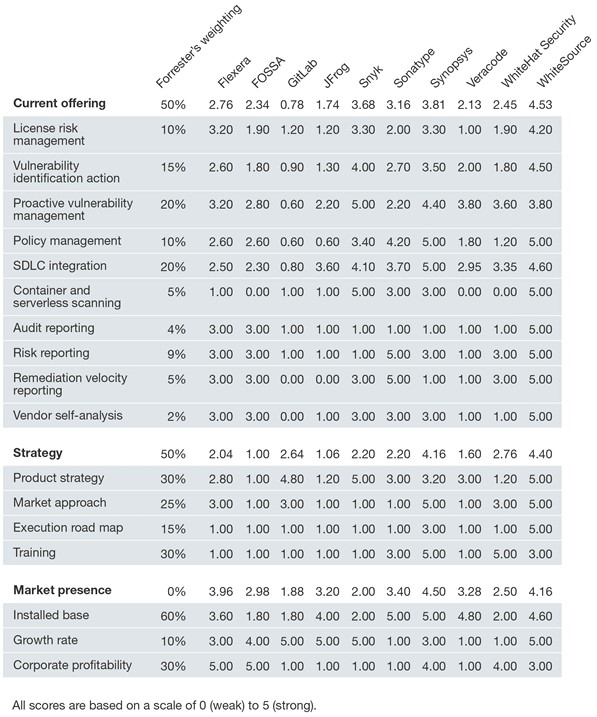 Forrester's weighting Flexera FOSSA GitLab JFrog Snyk Sonatype Synopsys Veracode WhiteHat Security WhiteSource
Current offering 50% 2.76 2.34 0.78 1.74 3.68 3.16 3.81 2.13 2.45 4.53
License risk
management 10% 3.20 1.90 1.20 1.20 3.30 2.00 3.30 1.00 1.90 4.20
Vulnerability
identification action 15% 2.60 1.80 0.90 1.30 4.00 2.70 3.50 2.00 1.80 4.50
Proactive vulnerability
management 20% 3.20 2.80 0.60 2.20 5.00 2.20 4.40 3.80 3.60 3.80
Policy management 10% 2.60 2.60 0.60 0.60 3.40 4.20 5.00 1.80 1.20 5.00
SDLC integration 20% 2.50 2.30 0.80 3.60 4.10 3.70 5.00 2.95 3.35 4.60
Container and
serverless scanning 5% 1.00 0.00 1.00 1.00 5.00 3.00 3.00 0.00 0.00 5.00
Audit reporting 4% 3.00 3.00 1.00 1.00 1.00 1.00 1.00 1.00 1.00 5.00
Risk reporting 9% 3.00 3.00 1.00 1.00 1.00 5.00 3.00 1.00 3.00 5.00
Remediation velocity
reporting 5% 3.00 3.00 0.00 0.00 3.00 5.00 1.00 1.00 3.00 5.00
Vendor self-analysis 2% 3.00 3.00 0.00 1.00 3.00 3.00 3.00 1.00 1.00 5.00
Strategy 50% 2.04 1.00 2.64 1.06 2.20 2.20 4.16 1.60 2.76 4.40
Product strategy 30% 2.80 1.00 4.80 1.20 5.00 3.00 3.20 3.00 1.20 5.00
Market approach 25% 3.00 1.00 3.00 1.00 1.00 1.00 5.00 1.00 3.00 5.00
Execution road map 15% 1.00 1.00 1.00 1.00 1.00 1.00 3.00 1.00 1.00 5.00
Training 30% 1.00 1.00 1.00 1.00 1.00 3.00 5.00 1.00 5.00 3.00
Market presence 0% 3.96 2.98 1.88 3.20 2.00 3.40 4.50 3.28 2.50 4.16
Installed base 60% 3.60 1.80 1.80 4.00 2.00 5.00 5.00 4.80 2.00 4.60
Growth rate 10% 3.00 4.00 5.00 5.00 5.00 1.00 3.00 1.00 1.00 5.00
Corporate profitability 30% 5.00 5.00 1.00 1.00 1.00 1.00 4.00 1.00 4.00 3.00
All scores are based on a scale of 0 (weak) to 5 (strong).